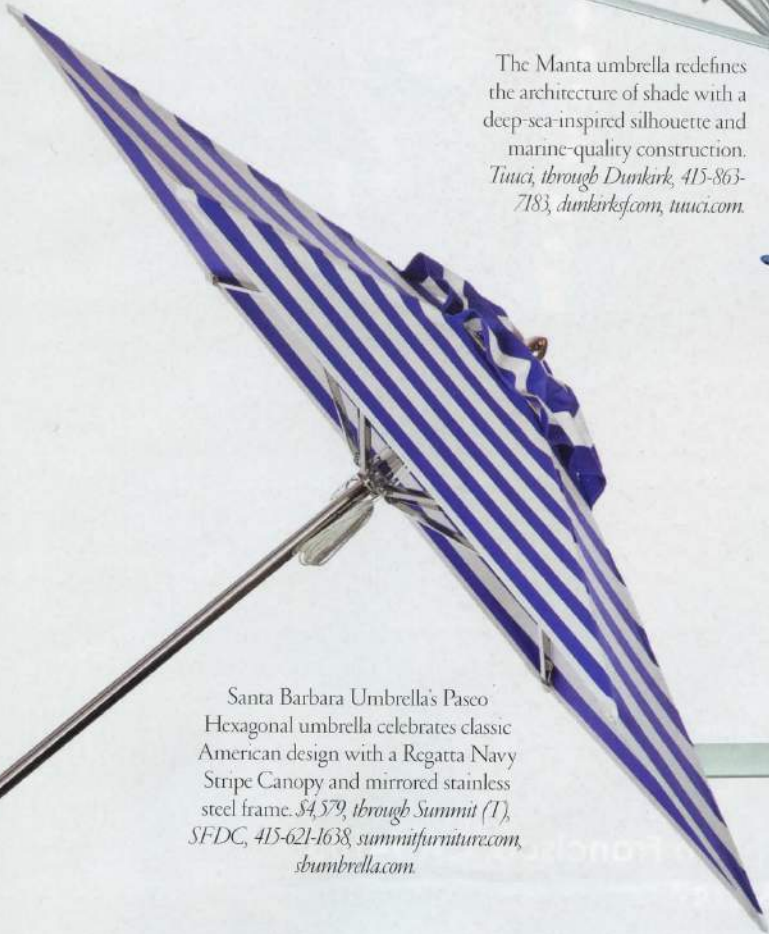 The Manta umbrella redefines
the architecture of shade with a
deep-sea-inspired silhouette and
marine-quality construction.
Tuuci, through Dunkirk, 415-863-
7183, dunkirksf.com, tuuci.com.
Santa Barbara Umbrella's Paseo
Hexagonal umbrella celebrates classic
American design with a Regatta Navy
Stripe Canopy and mirrored stainless
steel frame. $4,579, through Summit (T),
SFDC, 415-621-1638, summitfurniture.com,
sbumbrella.com.